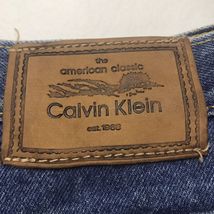 the
american classic
Calvin Klein
est. 1968